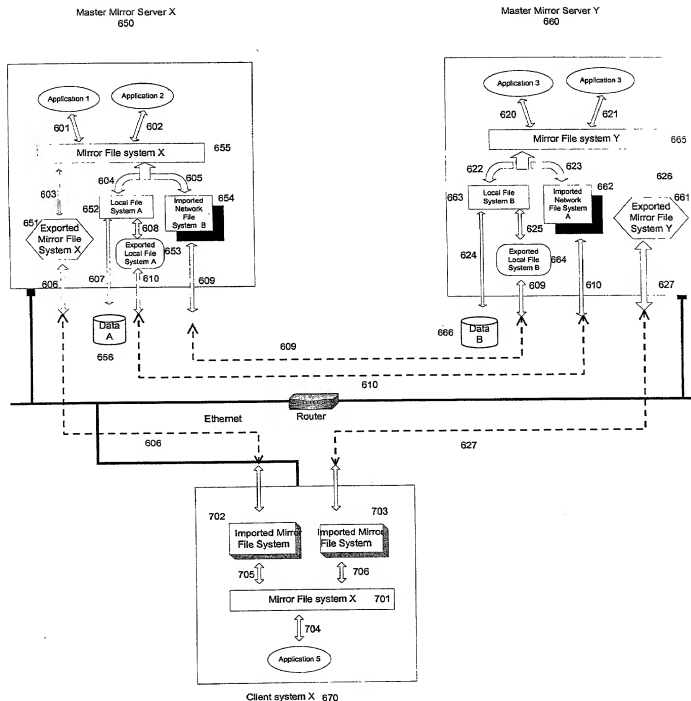 Master Mirror Server X
650
Master Mirror Server Y
660
Application 1
Application 2
601
602
Mirror File system X
655
603
604
605
654
651
652
Local File
System A
Imported
Network
File
System B
Exported
Mirror File
System X
608
653
Exported
Local File
System A
606
607
610
609
Data
A
656
Application 3
Application 3
620
621
Mirror File system Y
665
622
623
626
663
662
661
Local File
System B
Imported
Network
File System
A
Exported
Mirror File
System Y
625
624
Exported
Local File
System B
664
609
610
627
666
Data
B
609
610
Ethernet
Router
606
627
702
703
Imported Mirror
File System
Imported Mirror
File System
705
706
Mirror File system X
701
704
Application 5
Client system X 670